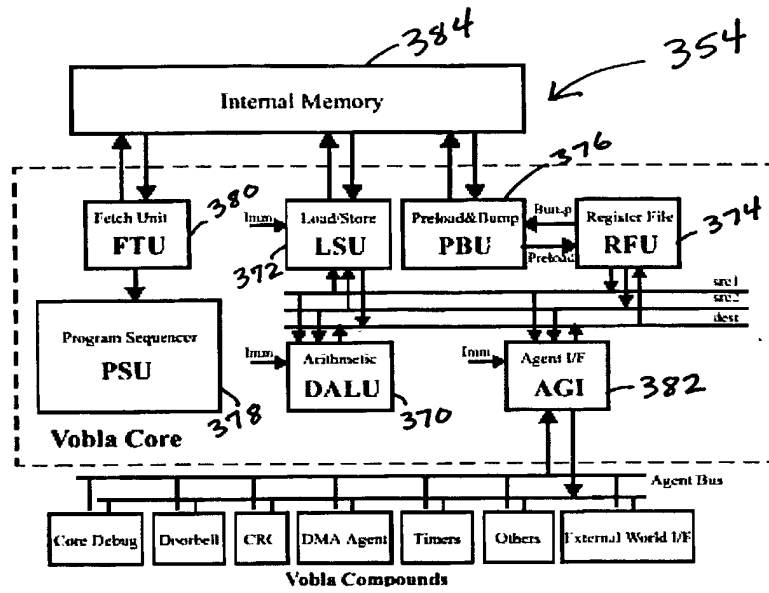 384
354
Internal Memory
376
Fetch Unit
FTU
380
Imm
Load/Store
LSU
372
Preload&Bump
PBU
Bump
Preload
Register File
RFU
374
src1
src2
dest
Program Sequencer
PSU
378
Imm
Arithmetic
DALU
370
Imm
Agent I/F
AGI
382
Vobla Core
Agent Bus
Core Debug
Doorbell
CRC
DMA Agent
Timers
Others
External World I/F
Vobla Compounds